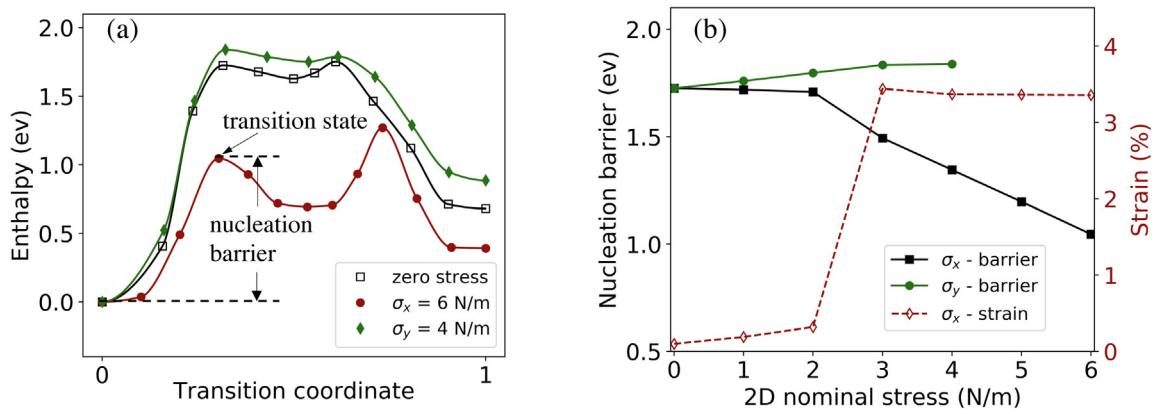 (a)
2.0
1.5
1.0
0.5
0.0
Enthalpy (ev)
transition state
nucleation
barrier
zero stress
σx = 6 N/m
σy = 4 N/m
0
1
Transition coordinate
(b)
2.0
1.5
1.0
0.5
Nucleation barrier (ev)
4
3
2
1
0
Strain (%)
σx - barrier
σy - barrier
σx - strain
0 1 2 3 4 5 6
2D nominal stress (N/m)